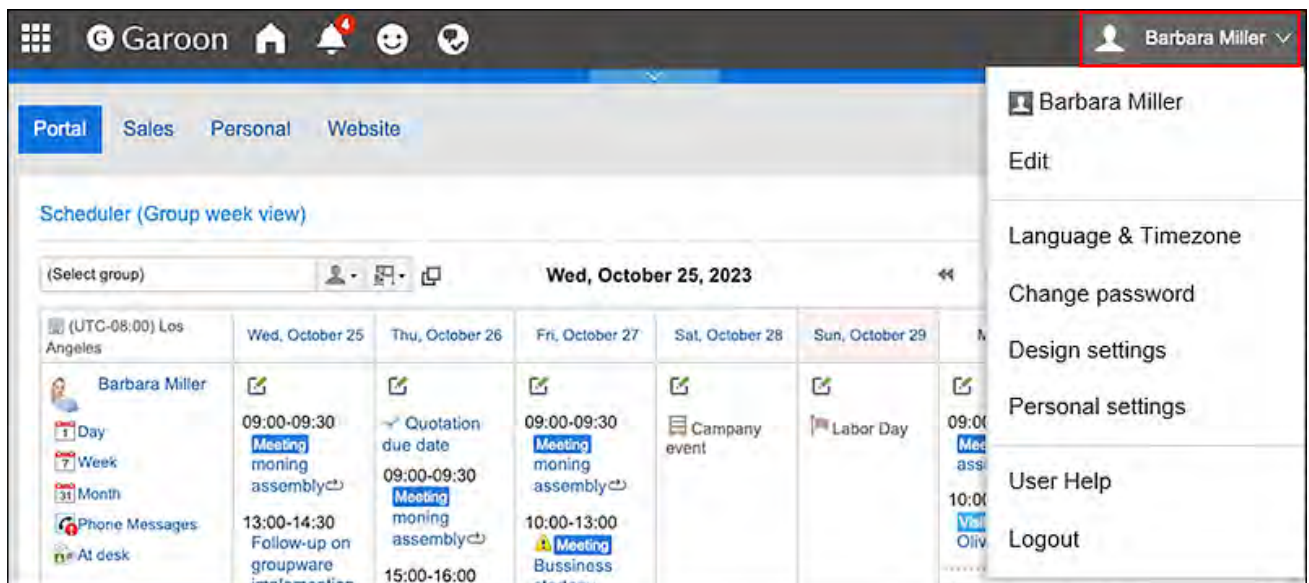 G Garoon
4
Barbara Miller
Portal Sales Personal Website
Barbara Miller
Edit
Language & Timezone
Change password
Design settings
Personal settings
User Help
Logout
Scheduler (Group week view)
(Select group)
Wed, October 25, 2023
(UTC-08:00) Los
Angeles
Wed, October 25
Thu, October 26
Fri, October 27
Sat, October 28
Sun, October 29
Barbara Miller
1 Day
7 Week
31 Month
Phone Messages
At desk
09:00-09:30
Meeting
moning
assembly
13:00-14:30
Follow-up on
groupware
Quotation
due date
09:00-09:30
Meeting
moning
assembly
15:00-16:00
09:00-09:30
Meeting
moning
assembly
10:00-13:00
Meeting
Bussiness
Campany
event
Labor Day